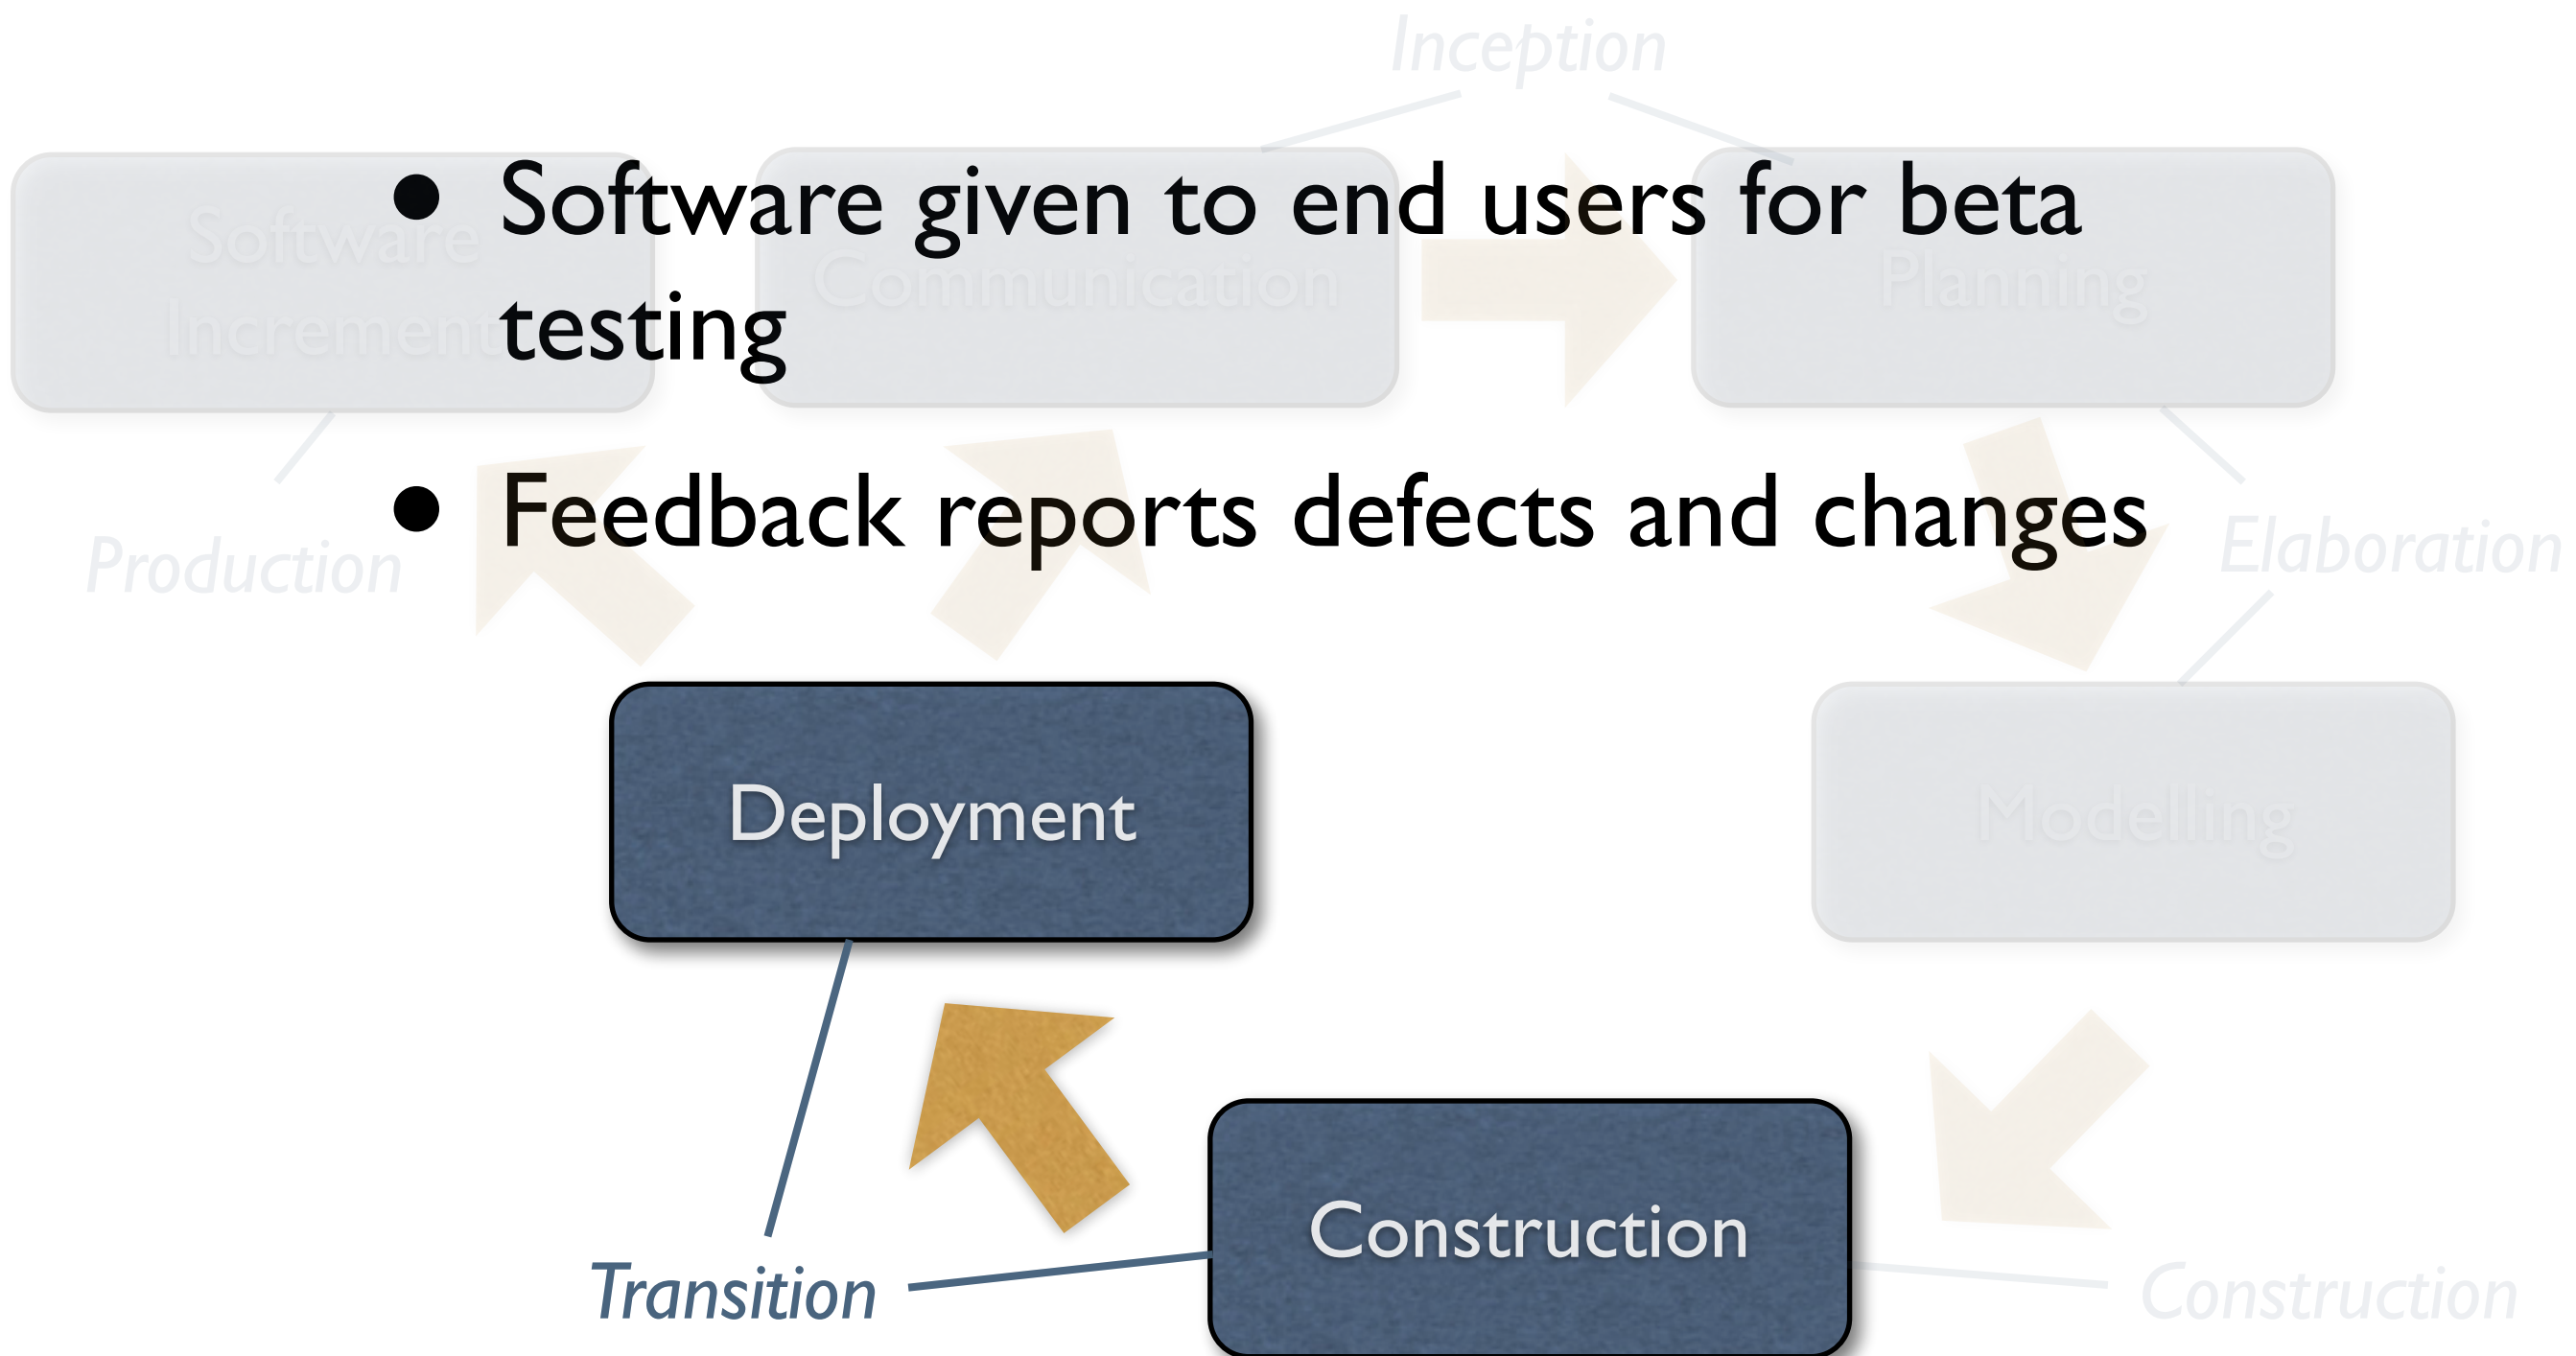 Inception
• Software given to end users for beta
testing
Software
Increment
Communication
Planning
• Feedback reports defects and changes
Production
Elaboration
Deployment
Modelling
Construction
Transition
Construction